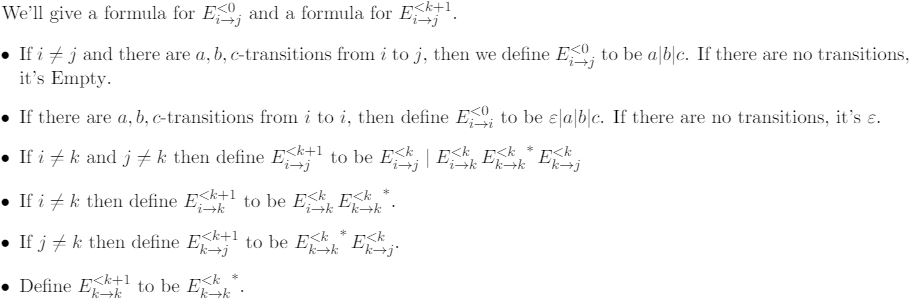 We'll give a formula for $E_{i \to j}^{<0}$ and a formula for $E_{i \to j}^{<k+1}$.
• If $i \neq j$ and there are $a, b, c$-transitions from $i$ to $j$, then we define $E_{i \to j}^{<0}$ to be $a|b|c$. If there are no transitions,
it's Empty.
• If there are $a, b, c$-transitions from $i$ to $i$, then define $E_{i \to i}^{<0}$ to be $\varepsilon|a|b|c$. If there are no transitions, it's $\varepsilon$.
• If $i \neq k$ and $j \neq k$ then define $E_{i \to j}^{<k+1}$ to be $E_{i \to j}^{<k} \mid E_{i \to k}^{<k} {E_{k \to k}^{<k}}^{*} E_{k \to j}^{<k}$
• If $i \neq k$ then define $E_{i \to k}^{<k+1}$ to be $E_{i \to k}^{<k} {E_{k \to k}^{<k}}^{*}$.
• If $j \neq k$ then define $E_{k \to j}^{<k+1}$ to be ${E_{k \to k}^{<k}}^{*} E_{k \to j}^{<k}$.
• Define $E_{k \to k}^{<k+1}$ to be ${E_{k \to k}^{<k}}^{*}$.